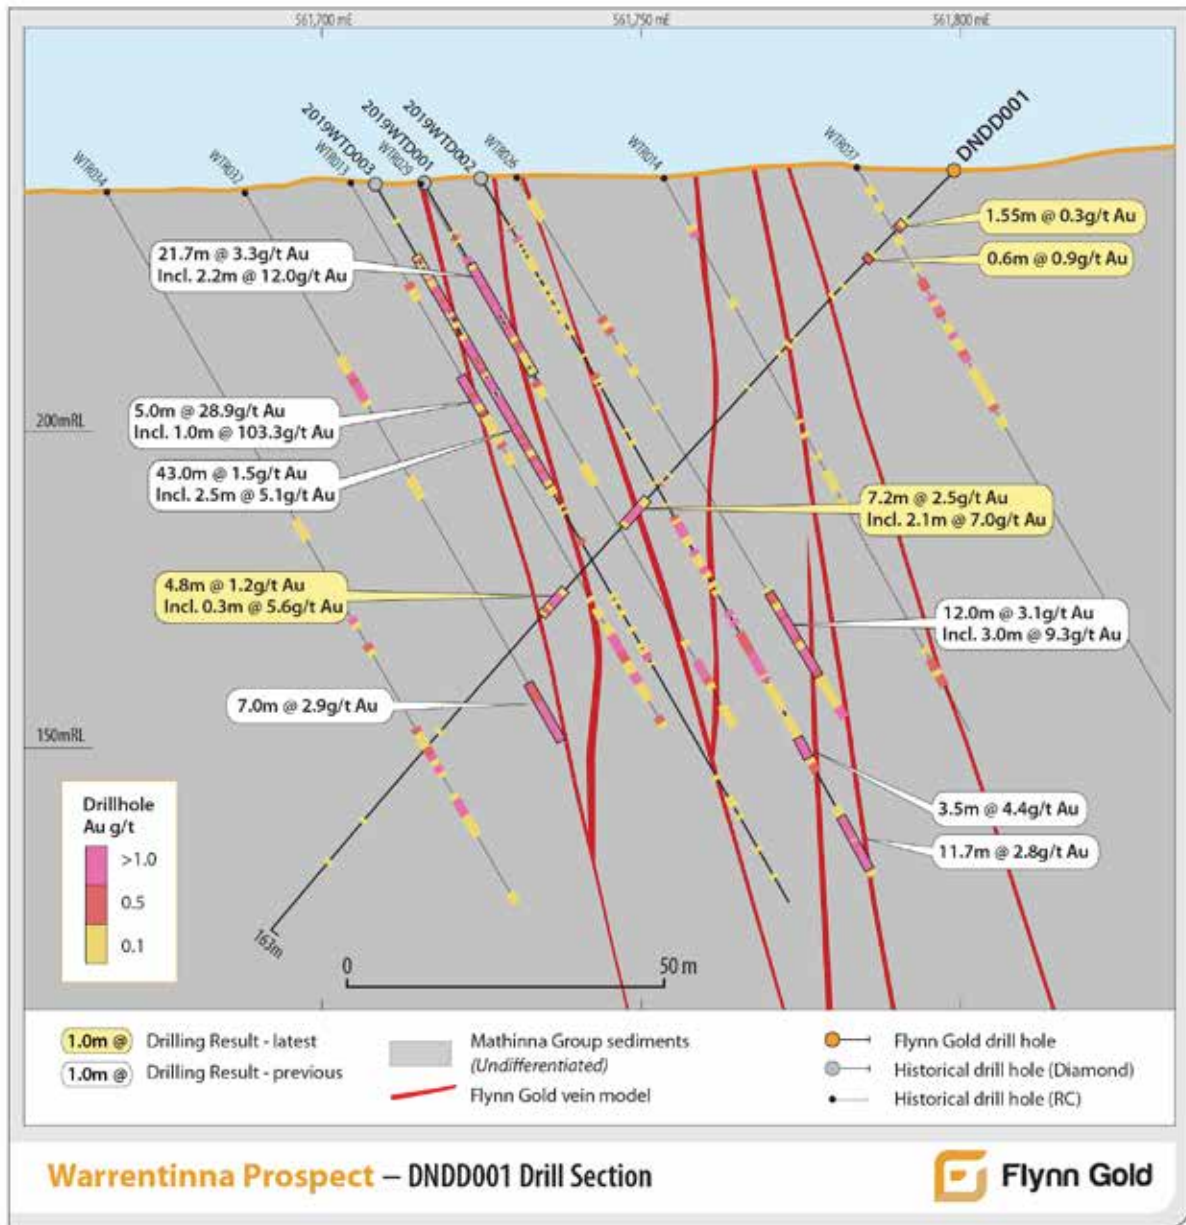 561,700 mE
561,750 mE
561,800 mE
WTR034
WTR032
2019WTD003
WTR013
2019WTD001
WTR029
2019WTD002
WTR026
WTR014
WTR037
DNDD001
1.55m @ 0.3g/t Au
0.6m @ 0.9g/t Au
21.7m @ 3.3g/t Au
Incl. 2.2m @ 12.0g/t Au
200mRL
5.0m @ 28.9g/t Au
Incl. 1.0m @ 103.3g/t Au
43.0m @ 1.5g/t Au
Incl. 2.5m @ 5.1g/t Au
7.2m @ 2.5g/t Au
Incl. 2.1m @ 7.0g/t Au
4.8m @ 1.2g/t Au
Incl. 0.3m @ 5.6g/t Au
12.0m @ 3.1g/t Au
Incl. 3.0m @ 9.3g/t Au
7.0m @ 2.9g/t Au
150mRL
3.5m @ 4.4g/t Au
11.7m @ 2.8g/t Au
Drillhole
Au g/t
>1.0
0.5
0.1
163m
0 50 m
1.0m @ Drilling Result - latest
1.0m @ Drilling Result - previous
Mathinna Group sediments
(Undifferentiated)
Flynn Gold vein model
Flynn Gold drill hole
Historical drill hole (Diamond)
Historical drill hole (RC)
Warrentinna Prospect – DNDD001 Drill Section
Flynn Gold